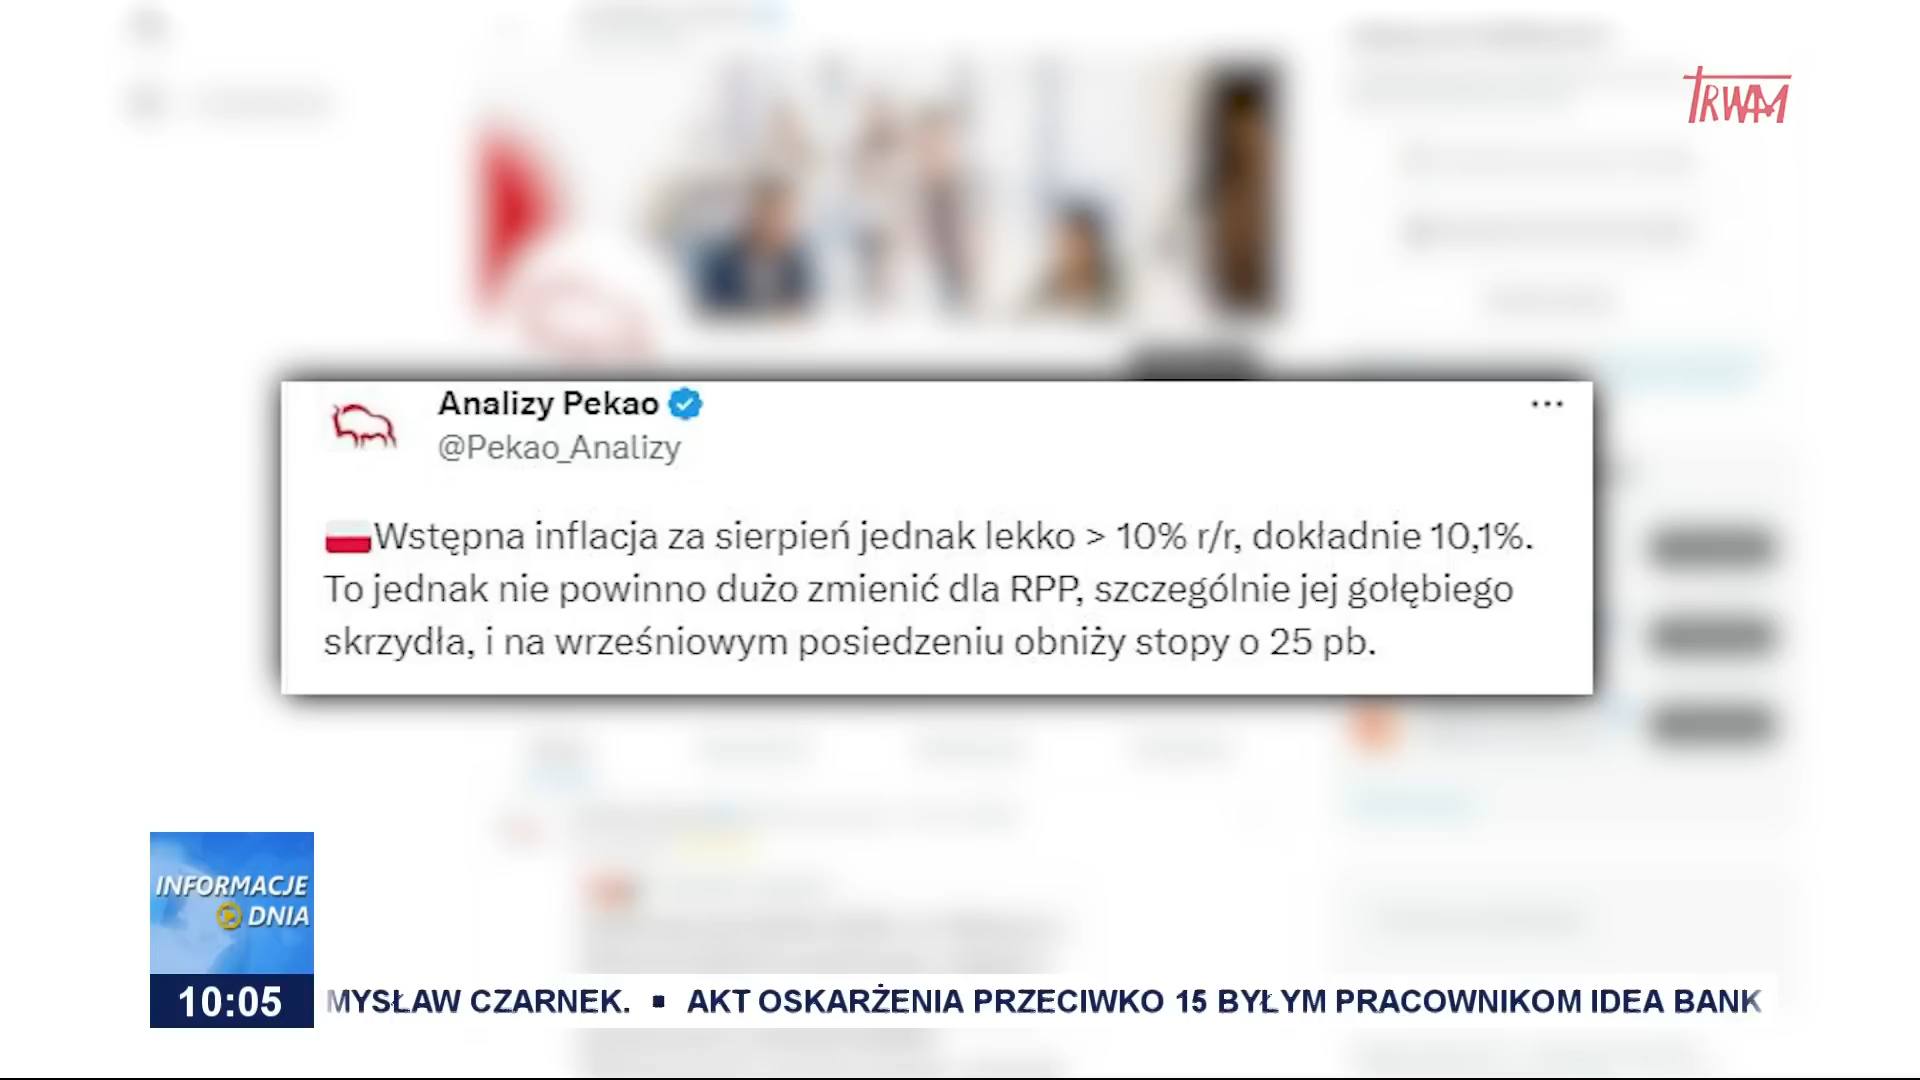 TRWAM
Analizy Pekao
@Pekao_Analizy
Wstępna inflacja za sierpień jednak lekko > 10% r/r, dokładnie 10,1%.
To jednak nie powinno dużo zmienić dla RPP, szczególnie jej gołębiego
skrzydła, i na wrześniowym posiedzeniu obniży stopy o 25 pb.
INFORMACJE
DNIA
10:05 MYSŁAW CZARNEK. ▪ AKT OSKARŻENIA PRZECIWKO 15 BYŁYM PRACOWNIKOM IDEA BANK